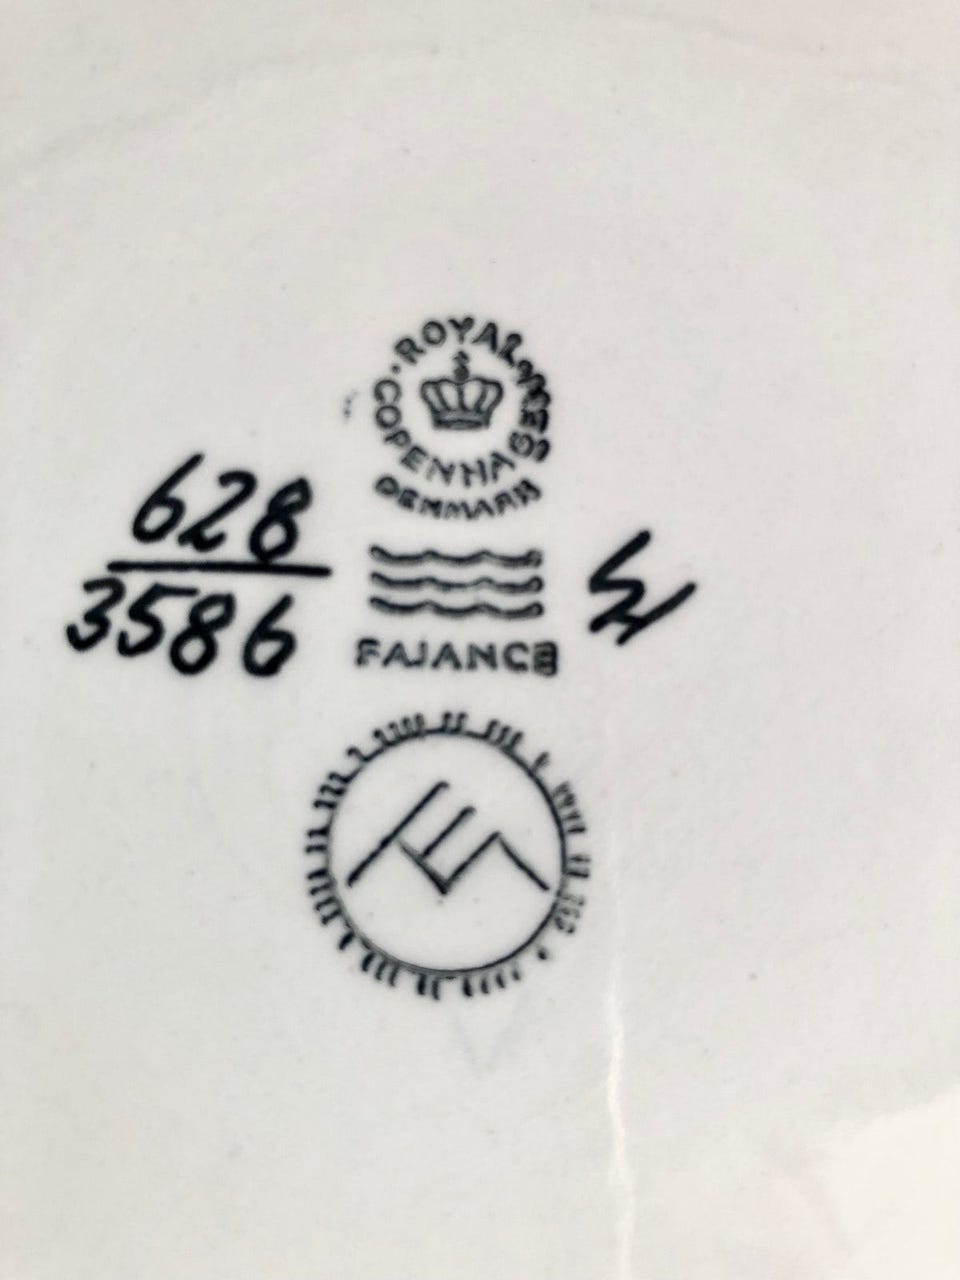 ROYAL
COPENHAGEN
DENMARK
628
3586
FAJANCE